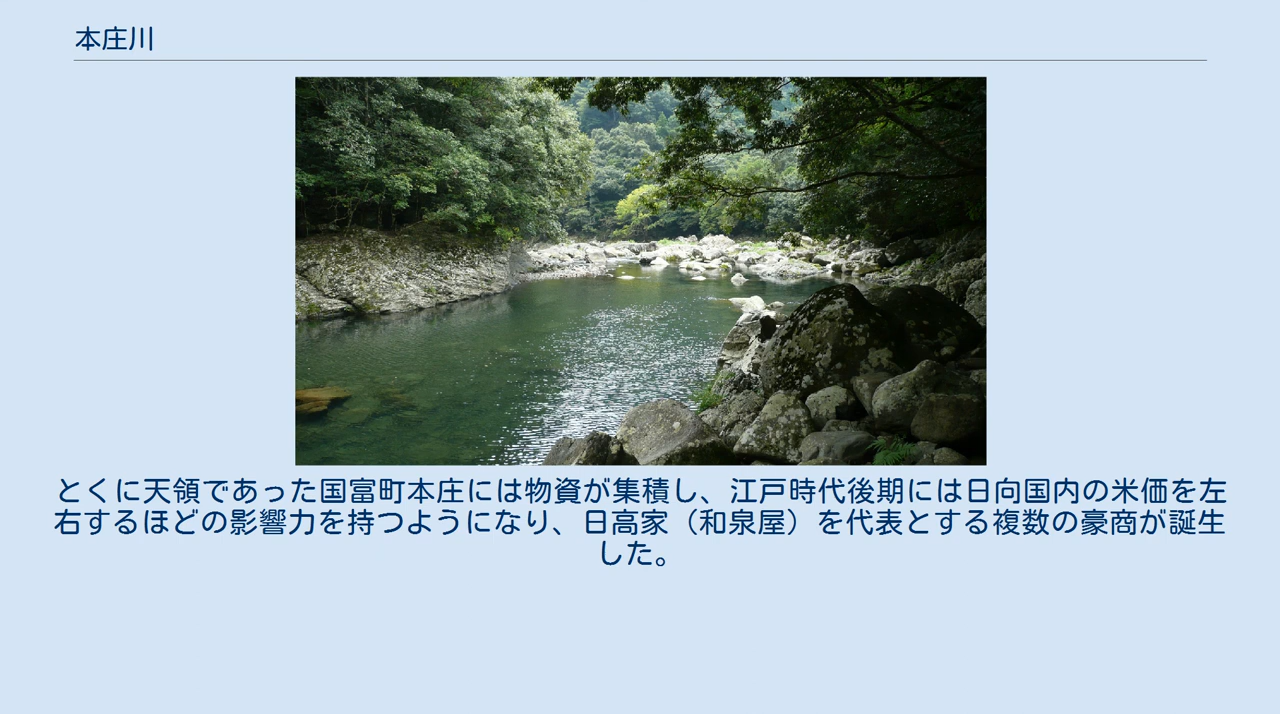 本庄川
とくに天領であった国富町本庄には物資が集積し、江戸時代後期には日向国内の米価を左
右するほどの影響力を持つようになり、日高家（和泉屋）を代表とする複数の豪商が誕生
した。